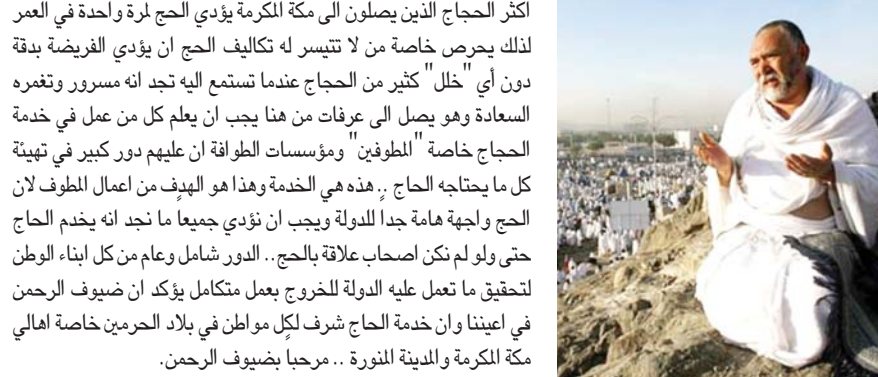 اكثر الحجاج الذين يصلون الى مكة المكرمة يؤدي الحج لمرة واحدة في العمر
لذلك يحرص خاصة من لا تتيسر له تكاليف الحج ان يؤدي الفريضة بدقة
دون أي "خلل" كثير من الحجاج عندما تستمع اليه تجد انه مسرور وتغمره
السعادة وهو يصل الى عرفات من هنا يجب ان يعلم كل من عمل في خدمة
الحجاج خاصة "المطوفين" ومؤسسات الطوافة ان عليهم دور كبير في تهيئة
كل ما يحتاجه الحاج .. هذه هي الخدمة وهذا هو الهدف من اعمال المطوف لان
الحج واجهة هامة جداً للدولة ويجب ان نؤدي جميعاً ما نجد انه يخدم الحاج
حتى ولو لم نكن اصحاب علاقة بالحج.. الدور شامل وعام من كل ابناء الوطن
لتحقيق ما تعمل عليه الدولة للخروج بعمل متكامل يؤكد ان ضيوف الرحمن
في اعيننا وان خدمة الحاج شرف لكل مواطن في بلاد الحرمين خاصة اهالي
مكة المكرمة والمدينة المنورة .. مرحباً بضيوف الرحمن.